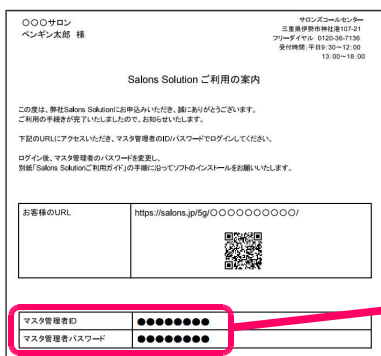 〇〇〇サロン
ペンギン太郎 様
サロンズコールセンター
三重県伊勢市神社港107-21
フリーダイヤル 0120-36-7136
受付時間:平日9:30~12:00
13:00~18:00
Salons Solution ご利用の案内
この度は、弊社Salons Solutionにお申込みいただき、誠にありがとうございます。
ご利用の手続きが完了いたしましたので、お知らせいたします。
下記のURLにアクセスいただき、マスタ管理者のID/パスワードでログインしてください。
ログイン後、マスタ管理者のパスワードを変更し、
別紙「Salons Solutionご利用ガイド」の手順に沿ってソフトのインストールをお願いいたします。
お客様のURL
https://salons.jp/5g/〇〇〇〇〇〇〇〇〇〇/
マスタ管理者ID ●●●●●●●●
マスタ管理者パスワード ●●●●●●●●